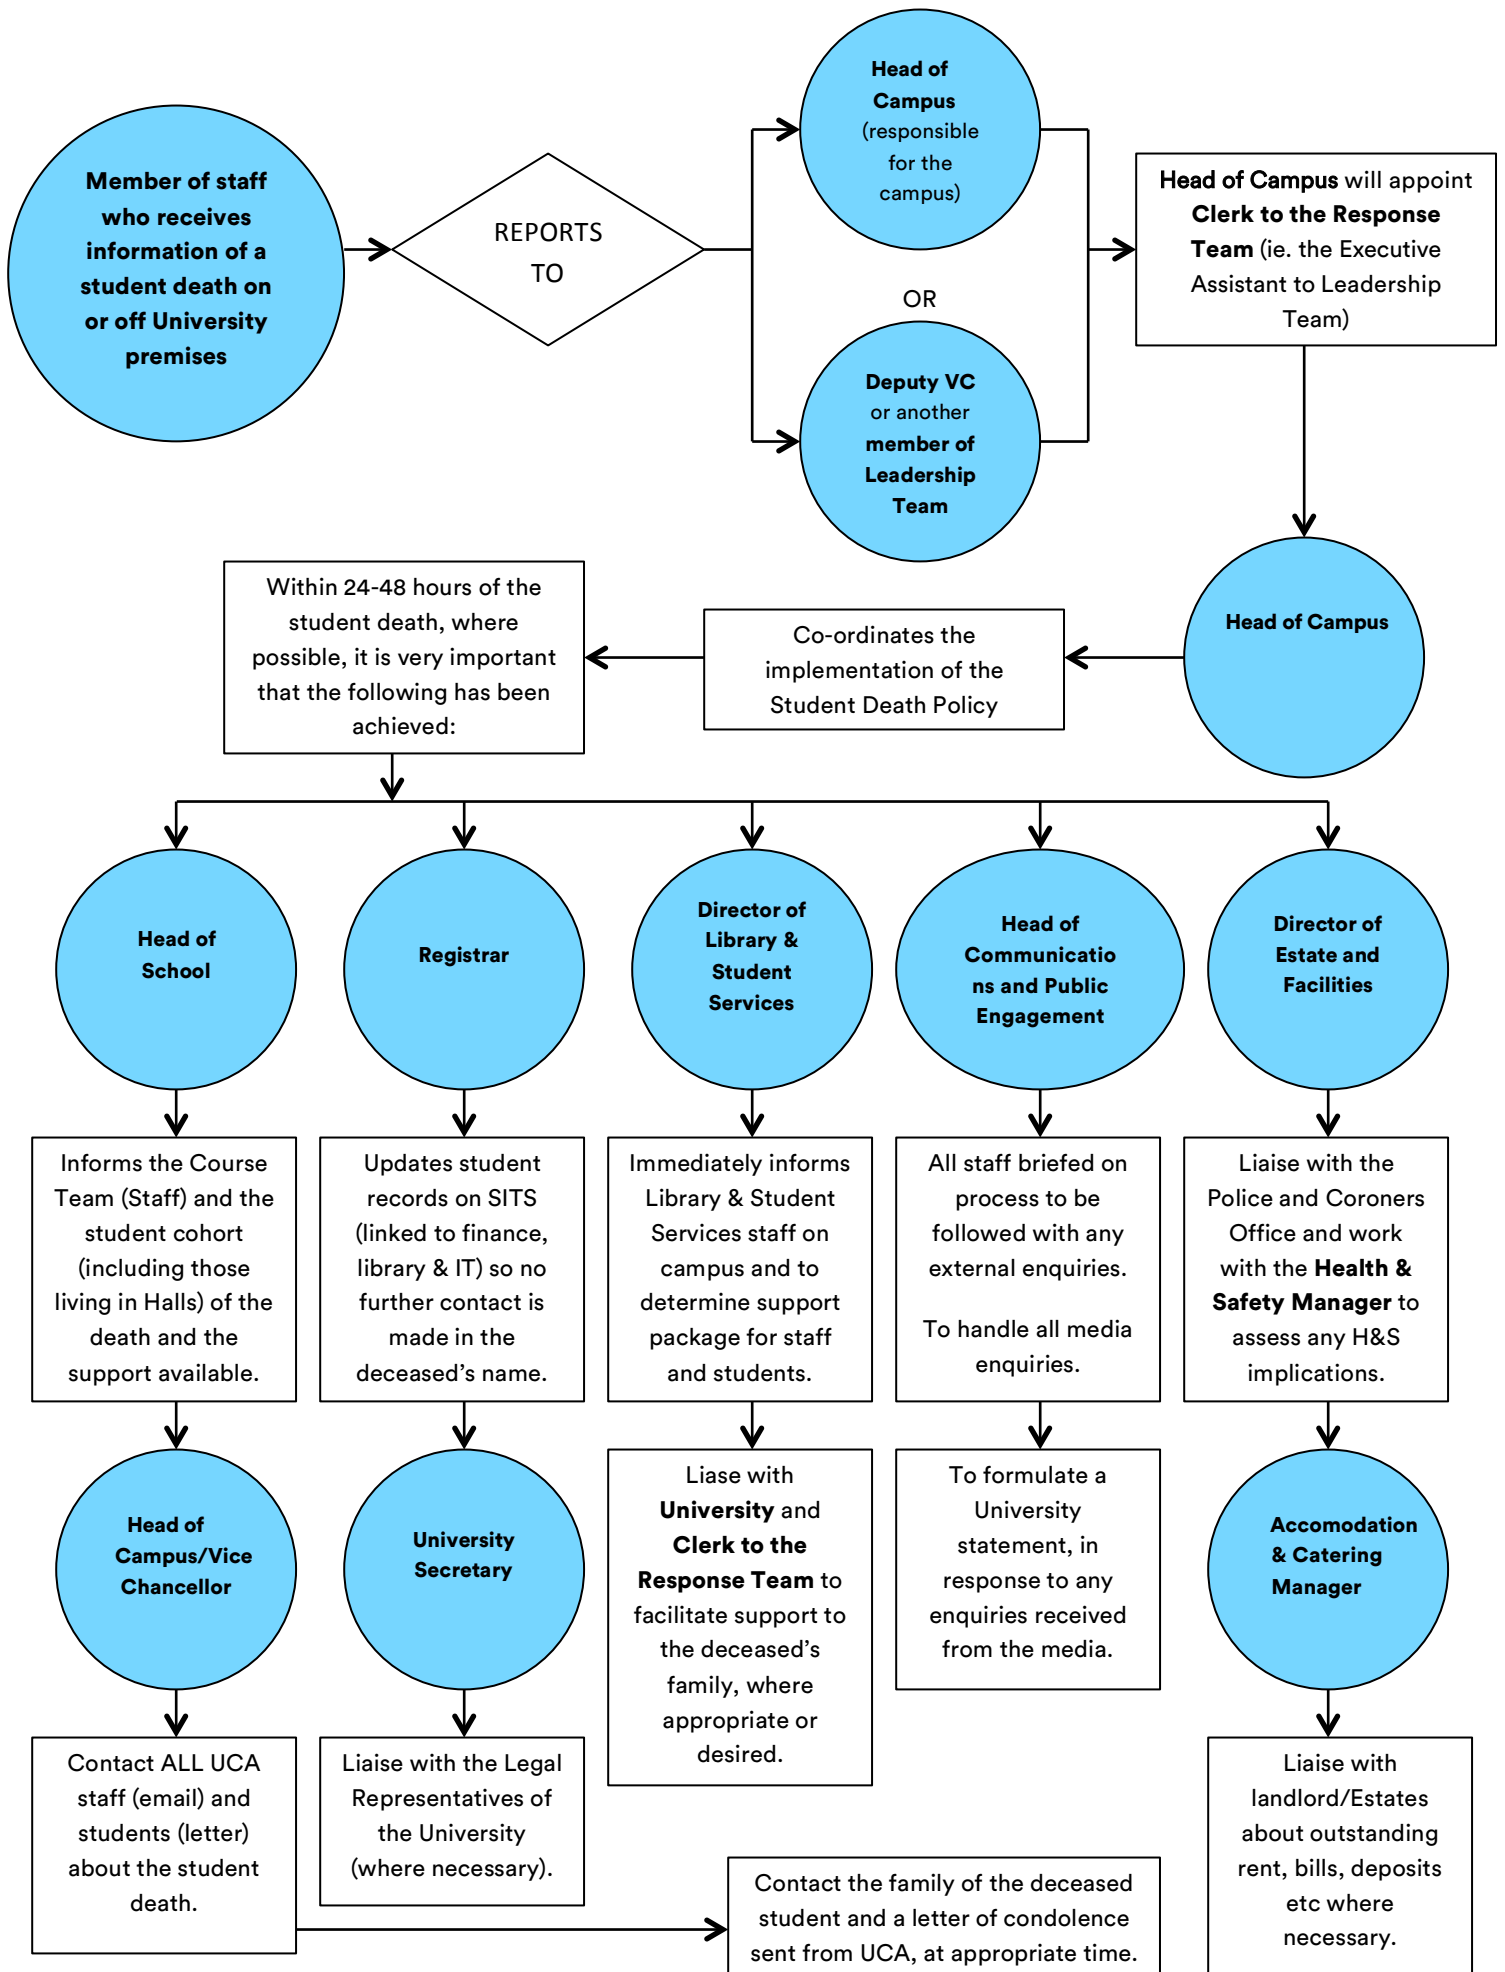 Member of staff
who receives
information of a
student death on
or off University
premises
REPORTS
TO
Head of
Campus
(responsible
for the
campus)
OR
Deputy VC
or another
member of
Leadership
Team
Head of Campus will appoint
Clerk to the Response
Team (ie. the Executive
Assistant to Leadership
Team)
Head of Campus
Co-ordinates the
implementation of the
Student Death Policy
Within 24-48 hours of the
student death, where
possible, it is very important
that the following has been
achieved:
Head of
School
Registrar
Director of
Library &
Student
Services
Head of
Communicatio
ns and Public
Engagement
Director of
Estate and
Facilities
Informs the Course
Team (Staff) and the
student cohort
(including those
living in Halls) of the
death and the
support available.
Updates student
records on SITS
(linked to finance,
library & IT) so no
further contact is
made in the
deceased’s name.
Immediately informs
Library & Student
Services staff on
campus and to
determine support
package for staff
and students.
All staff briefed on
process to be
followed with any
external enquiries.
To handle all media
enquiries.
Liaise with the
Police and Coroners
Office and work
with the Health &
Safety Manager to
assess any H&S
implications.
Head of
Campus/Vice
Chancellor
University
Secretary
Liase with
University and
Clerk to the
Response Team to
facilitate support to
the deceased’s
family, where
appropriate or
desired.
To formulate a
University
statement, in
response to any
enquiries received
from the media.
Accomodation
& Catering
Manager
Contact ALL UCA
staff (email) and
students (letter)
about the student
death.
Liaise with the Legal
Representatives of
the University
(where necessary).
Contact the family of the deceased
student and a letter of condolence
sent from UCA, at appropriate time.
Liaise with
landlord/Estates
about outstanding
rent, bills, deposits
etc where
necessary.